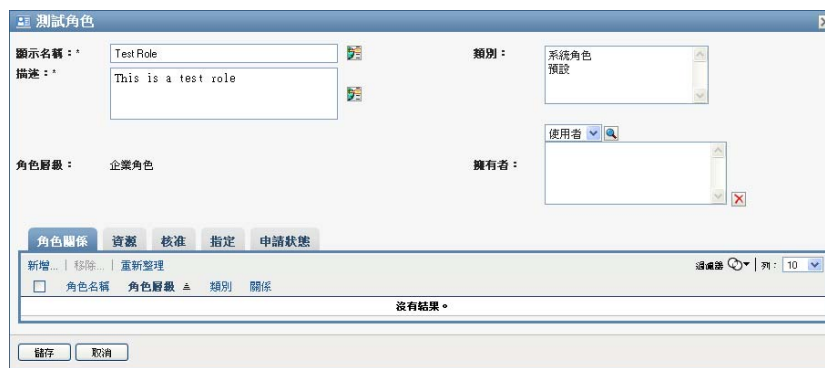 測試角色
顯示名稱：*
Test Role
類別：
系統角色
預設
描述：*
This is a test role
使用者
角色層級：
企業角色
擁有者：
角色關係
資源
核准
指定
申請狀態
新增... | 移除... | 重新整理
過濾器
列：
10
角色名稱 角色層級 類別 關係
沒有結果。
儲存
取消